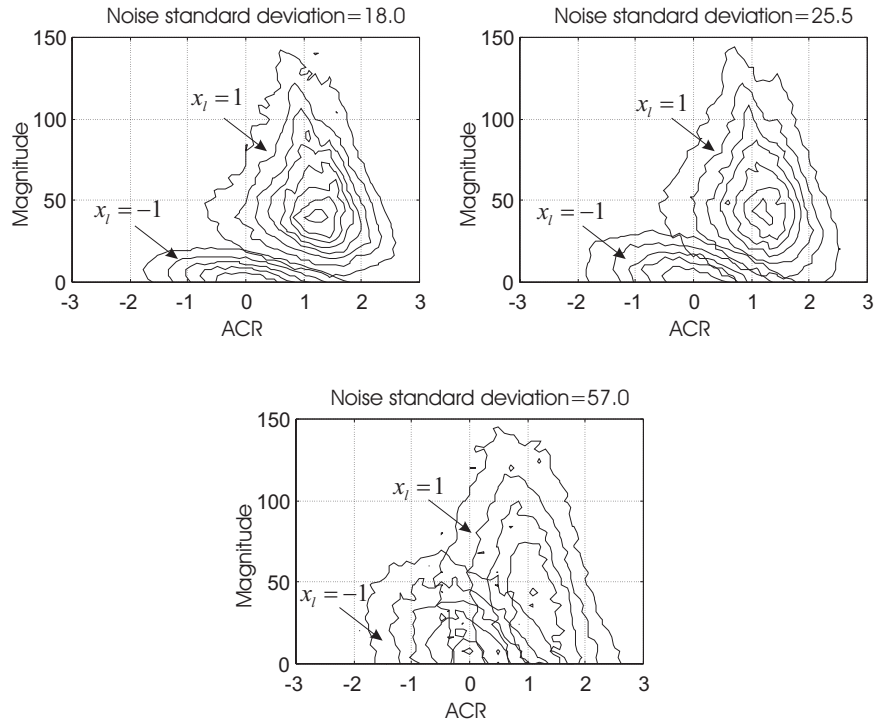 Noise standard deviation=18.0
150
100
50
0
Magnitude
x_l = 1
x_l = −1
-3 -2 -1 0 1 2 3
ACR
Noise standard deviation=25.5
150
100
50
0
Magnitude
x_l = 1
x_l = −1
-3 -2 -1 0 1 2 3
ACR
Noise standard deviation=57.0
150
100
50
0
Magnitude
x_l = 1
x_l = −1
-3 -2 -1 0 1 2 3
ACR